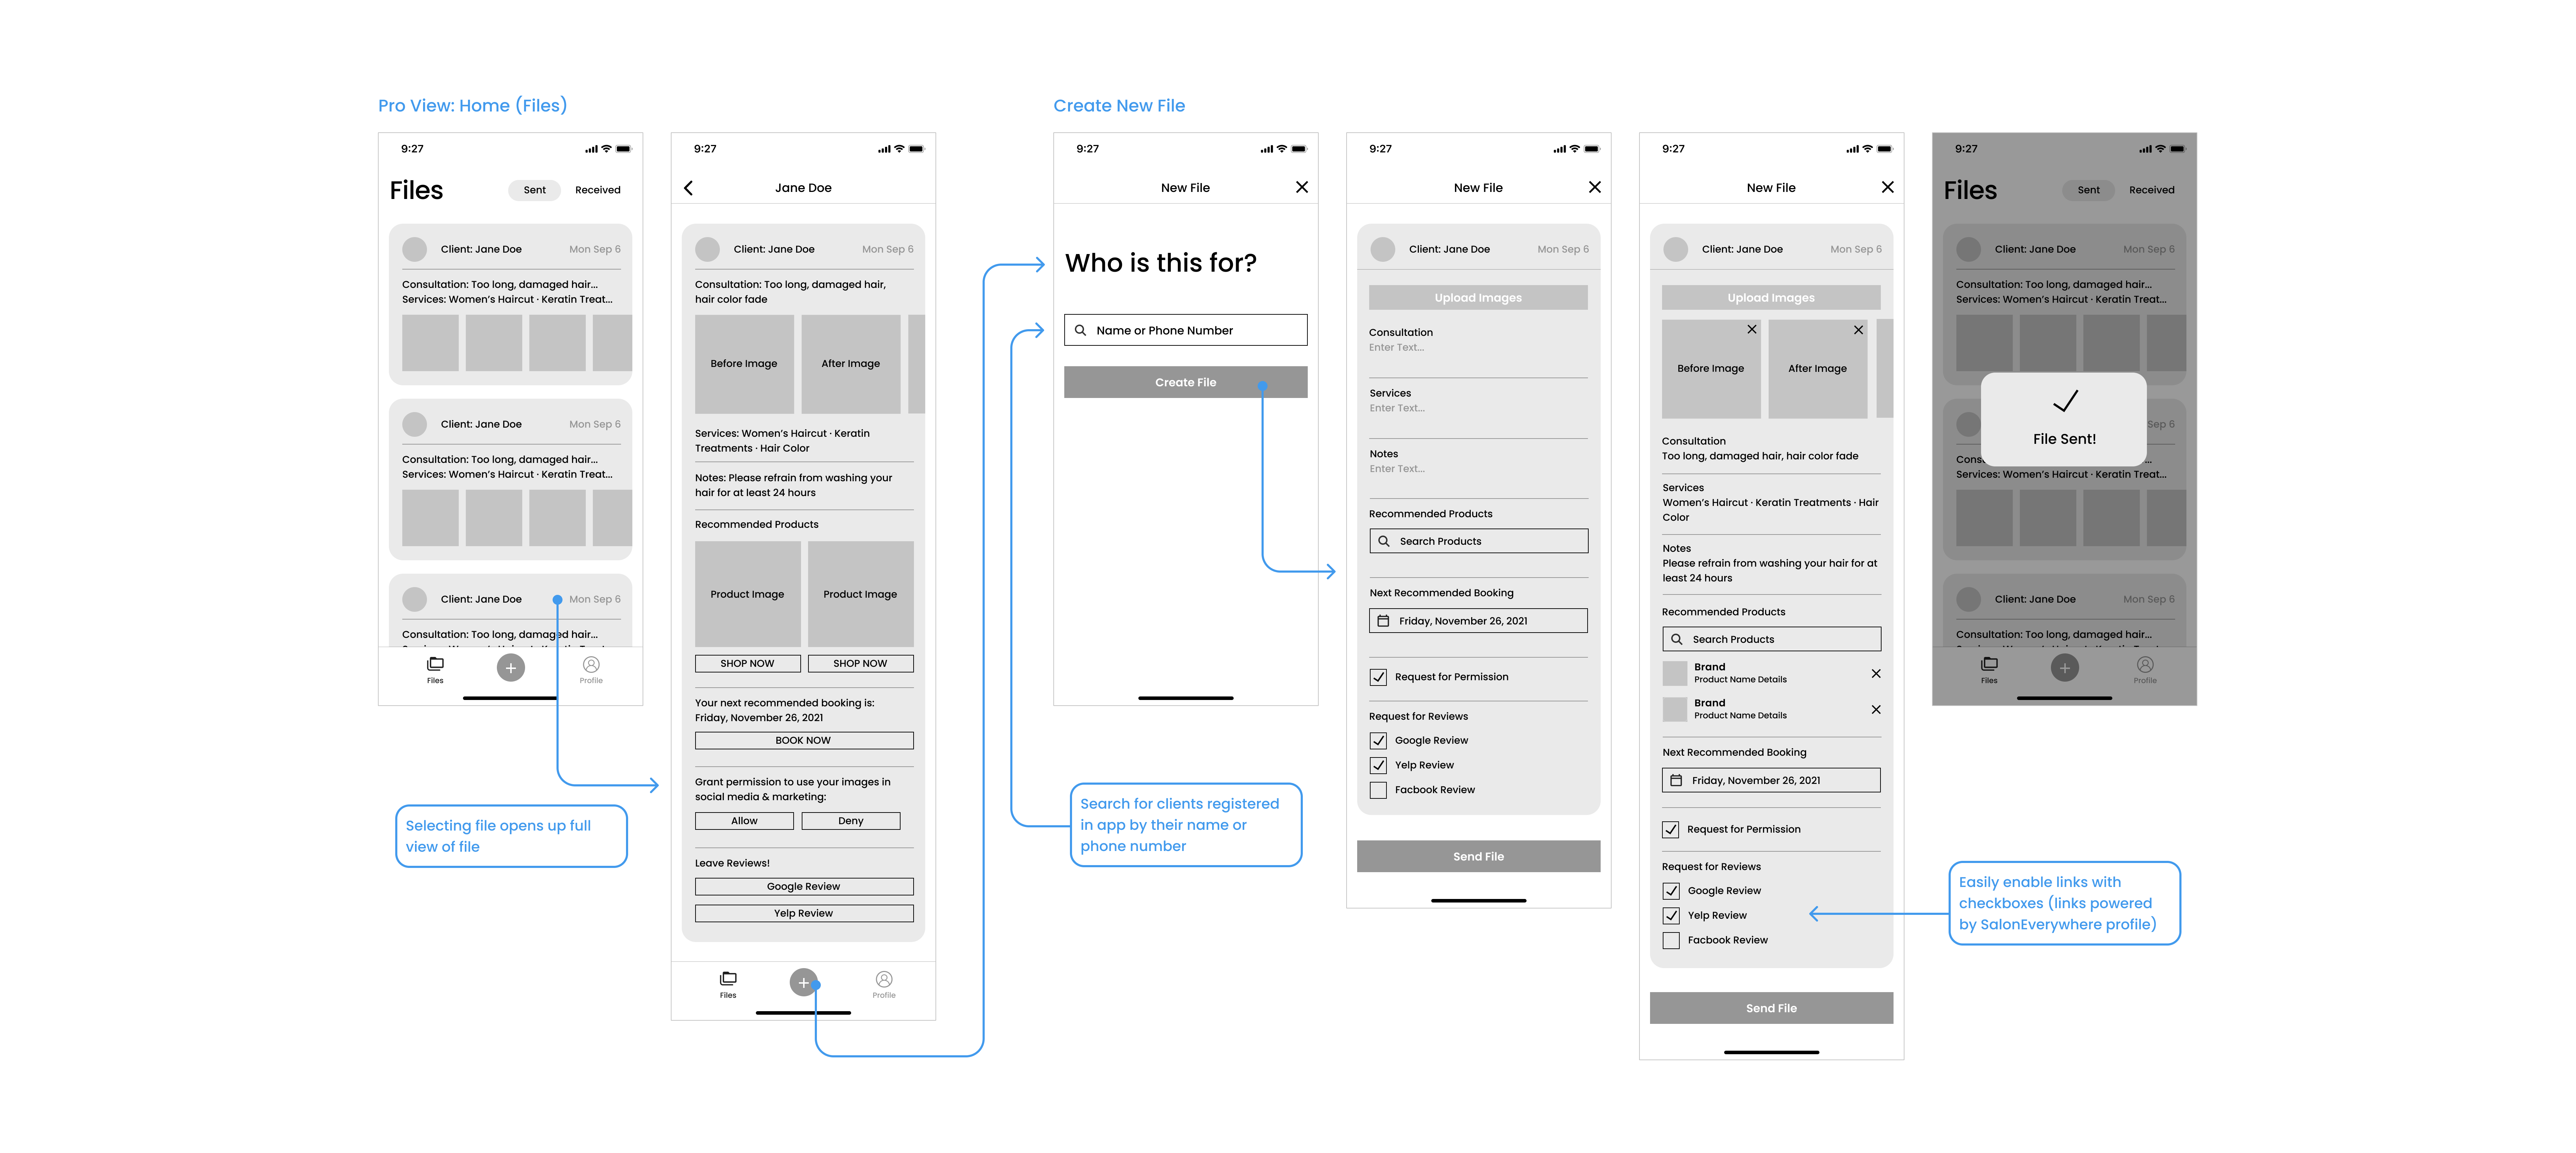 Pro View: Home (Files)
9:27
Files
Sent
Received
Client: Jane Doe
Mon Sep 6
Consultation: Too long, damaged hair...
Services: Women's Haircut · Keratin Treat...
Client: Jane Doe
Mon Sep 6
Consultation: Too long, damaged hair...
Services: Women's Haircut · Keratin Treat...
Client: Jane Doe
Mon Sep 6
Consultation: Too long, damaged hair...
Files
+
Profile
Selecting file opens up full
view of file
9:27
Jane Doe
Client: Jane Doe
Mon Sep 6
Consultation: Too long, damaged hair,
hair color fade
Before Image
After Image
Services: Women's Haircut · Keratin
Treatments · Hair Color
Notes: Please refrain from washing your
hair for at least 24 hours
Recommended Products
Product Image
Product Image
SHOP NOW
SHOP NOW
Your next recommended booking is:
Friday, November 26, 2021
BOOK NOW
Grant permission to use your images in
social media & marketing:
Allow
Deny
Leave Reviews!
Google Review
Yelp Review
Files
+
Profile
Create New File
9:27
New File
Who is this for?
Name or Phone Number
Create File
Search for clients registered
in app by their name or
phone number
9:27
New File
Client: Jane Doe
Mon Sep 6
Upload Images
Consultation
Enter Text...
Services
Enter Text...
Notes
Enter Text...
Recommended Products
Search Products
Next Recommended Booking
Friday, November 26, 2021
Request for Permission
Request for Reviews
Google Review
Yelp Review
Facbook Review
Send File
9:27
New File
Client: Jane Doe
Mon Sep 6
Upload Images
Before Image
After Image
Consultation
Too long, damaged hair, hair color fade
Services
Women's Haircut · Keratin Treatments · Hair
Color
Notes
Please refrain from washing your hair for at
least 24 hours
Recommended Products
Search Products
Brand
Product Name Details
Brand
Product Name Details
Next Recommended Booking
Friday, November 26, 2021
Request for Permission
Request for Reviews
Google Review
Yelp Review
Facbook Review
Send File
Easily enable links with
checkboxes (links powered
by SalonEverywhere profile)
9:27
Files
Sent
Received
Client: Jane Doe
Mon Sep 6
Consultation: Too long, damaged hair...
Services: Women's Haircut · Keratin Treat...
File Sent!
Sep 6
Services: Women's Haircut · Keratin Treat...
Client: Jane Doe
Mon Sep 6
Consultation: Too long, damaged hair...
Files
+
Profile